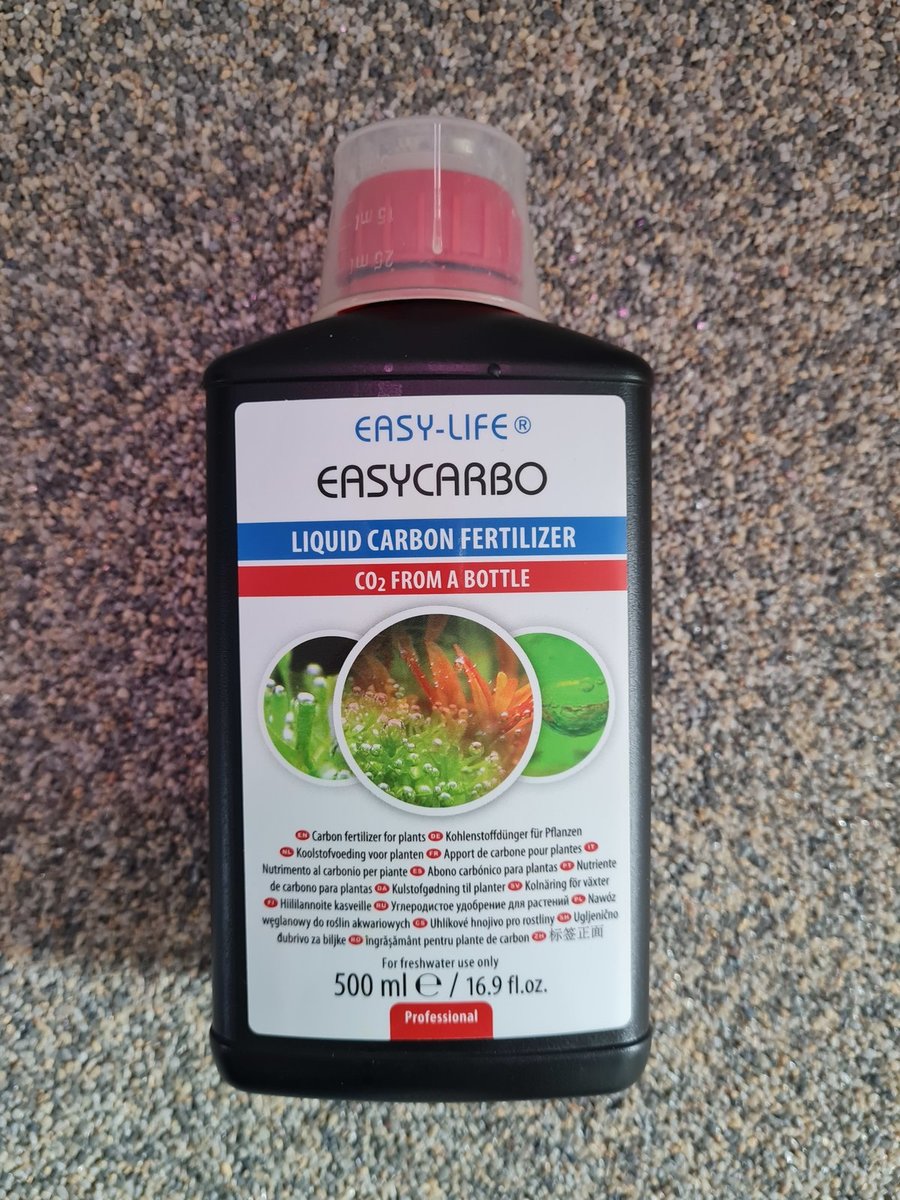 15 ml
25 ml
EASY-LIFE®
EASYCARBO
LIQUID CARBON FERTILIZER
CO₂ FROM A BOTTLE
EN Carbon fertilizer for plants DE Kohlenstoffdünger für Pflanzen
NL Koolstofvoeding voor planten FR Apport de carbone pour plantes IT
Nutrimento al carbonio per piante ES Abono carbónico para plantas PT Nutriente
de carbono para plantas DA Kulstofgødning til planter SV Kolnäring för växter
FI Hiililannoite kasveille RU Углеродистое удобрение для растений PL Nawóz
węglanowy do roślin akwariowych CS Uhlíkové hnojivo pro rostliny SH Ugljenično
đubrivo za biljke RO îngrășământ pentru plante de carbon ZH 标签正面
For freshwater use only
500 ml ℮ / 16.9 fl.oz.
Professional